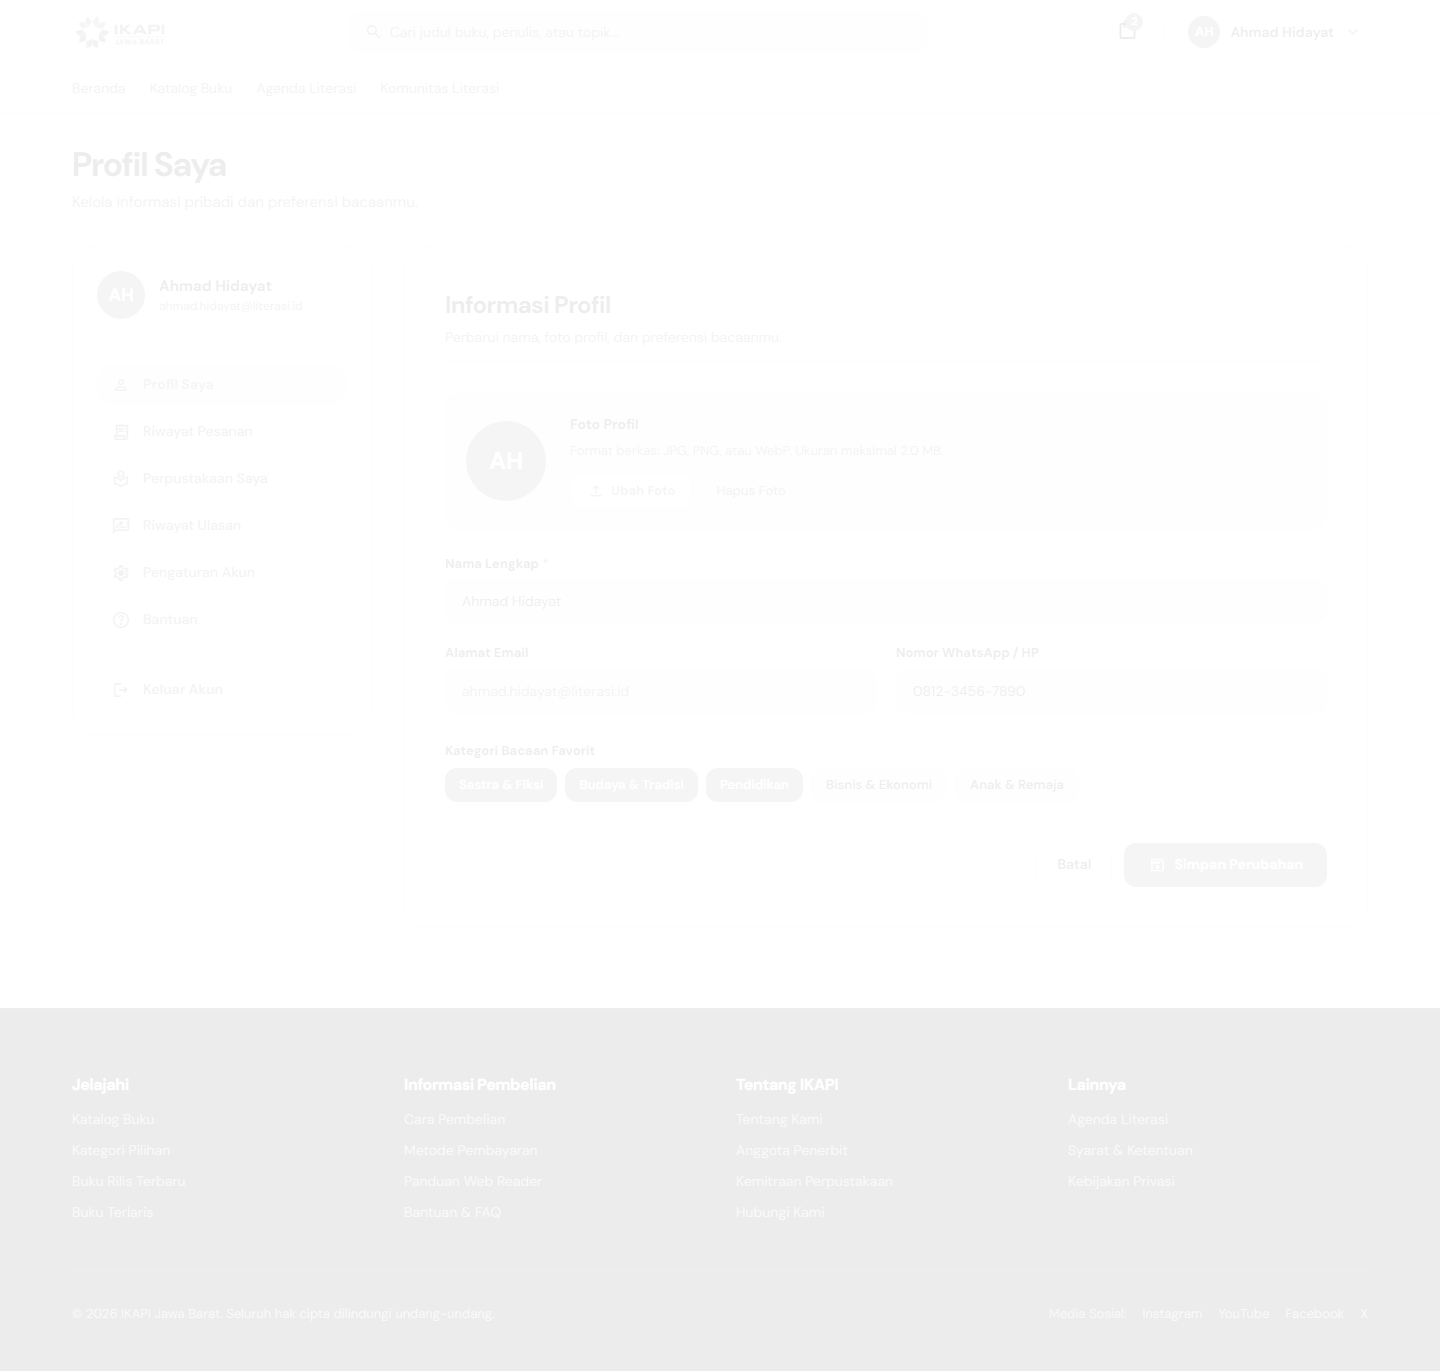 IKAPI
JAWA BARAT
Cari judul buku, penulis, atau topik...
2
AH
Ahmad Hidayat
Beranda
Katalog Buku
Agenda Literasi
Komunitas Literasi
Profil Saya
Kelola informasi pribadi dan preferensi bacaanmu.
AH
Ahmad Hidayat
ahmad.hidayat@literasi.id
Profil Saya
Riwayat Pesanan
Perpustakaan Saya
Riwayat Ulasan
Pengaturan Akun
Bantuan
Keluar Akun
Informasi Profil
Perbarui nama, foto profil, dan preferensi bacaanmu.
AH
Foto Profil
Format berkas: JPG, PNG, atau WebP. Ukuran maksimal 2.0 MB.
Ubah Foto
Hapus Foto
Nama Lengkap *
Ahmad Hidayat
Alamat Email
ahmad.hidayat@literasi.id
Nomor WhatsApp / HP
0812-3456-7890
Kategori Bacaan Favorit
Sastra & Fiksi
Budaya & Tradisi
Pendidikan
Bisnis & Ekonomi
Anak & Remaja
Batal
Simpan Perubahan
Jelajahi
Katalog Buku
Kategori Pilihan
Buku Rilis Terbaru
Buku Terlaris
Informasi Pembelian
Cara Pembelian
Metode Pembayaran
Panduan Web Reader
Bantuan & FAQ
Tentang IKAPI
Tentang Kami
Anggota Penerbit
Kemitraan Perpustakaan
Hubungi Kami
Lainnya
Agenda Literasi
Syarat & Ketentuan
Kebijakan Privasi
© 2026 IKAPI Jawa Barat. Seluruh hak cipta dilindungi undang-undang.
Media Sosial:
Instagram
YouTube
Facebook
X